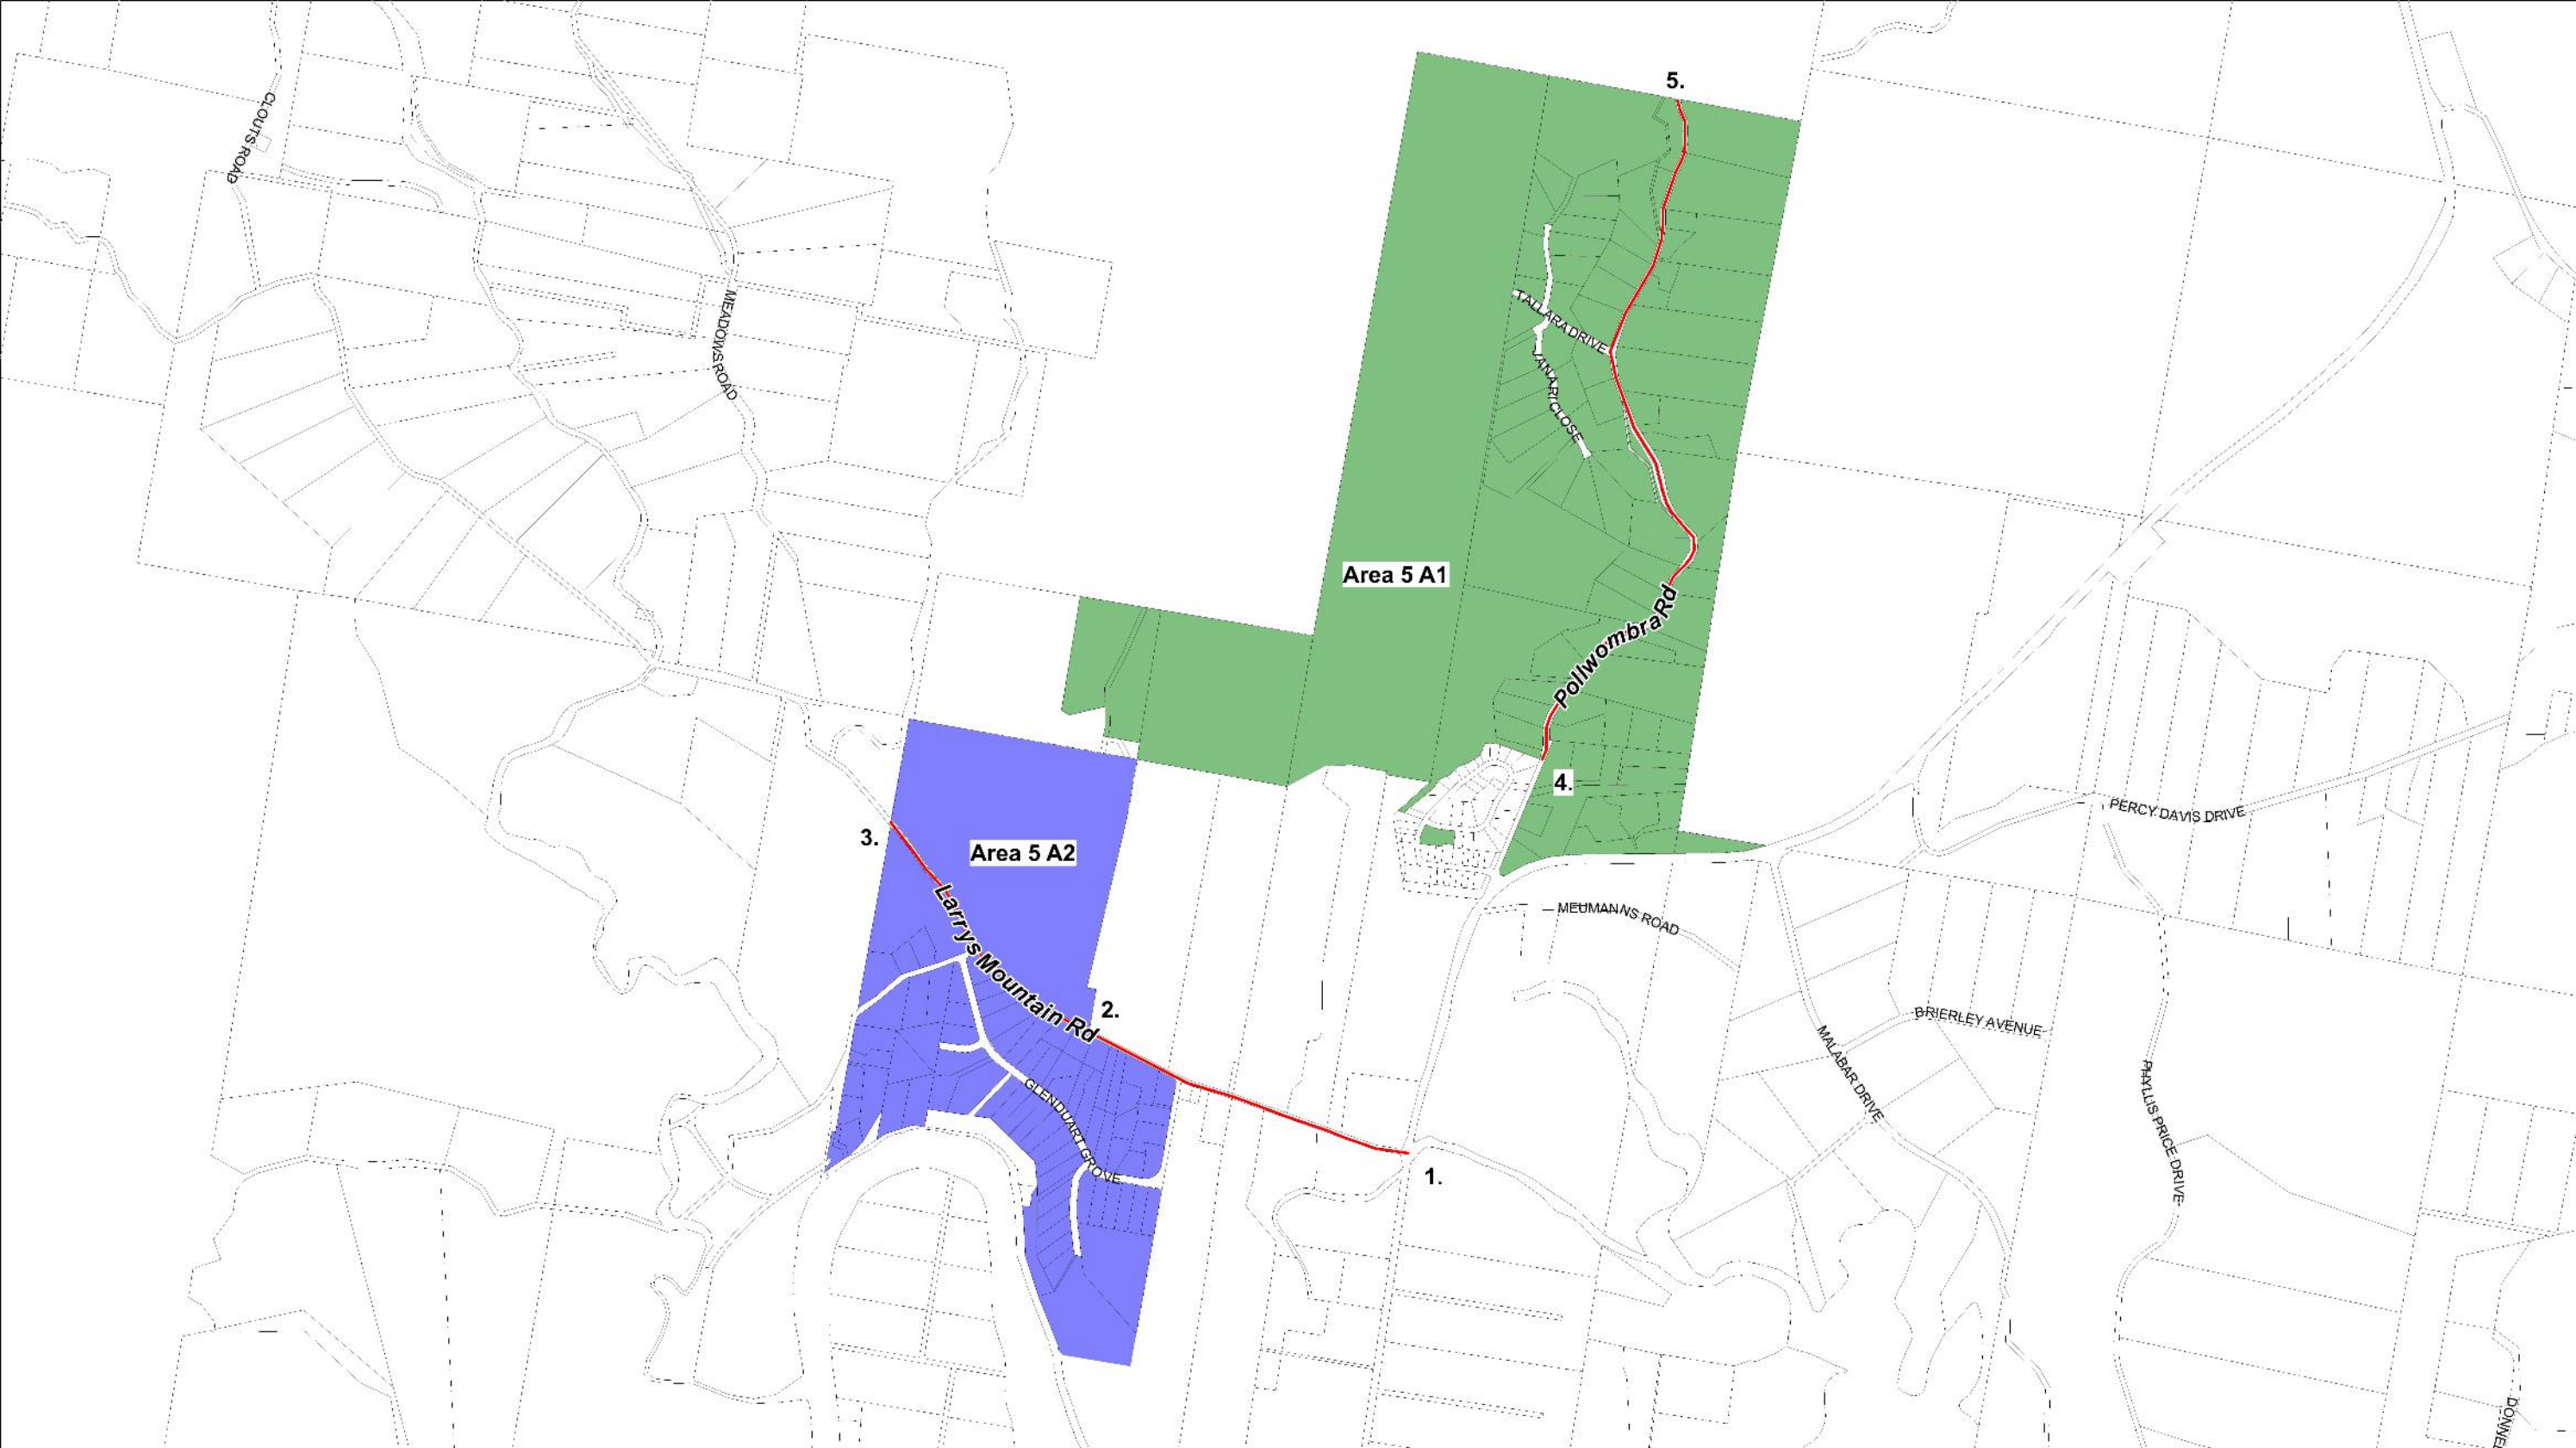 5.
CLOUTS ROAD
MEADOWS ROAD
TALLARA DRIVE
JANARI CLOSE
Area 5 A1
Pollwombra Rd
4.
PERCY DAVIS DRIVE
3.
Area 5 A2
Larrys Mountain Rd
MEUMANNS ROAD
2.
BRIERLEY AVENUE
MALABAR DRIVE
GLENDUART GROVE
PHYLLIS PRICE DRIVE
1.